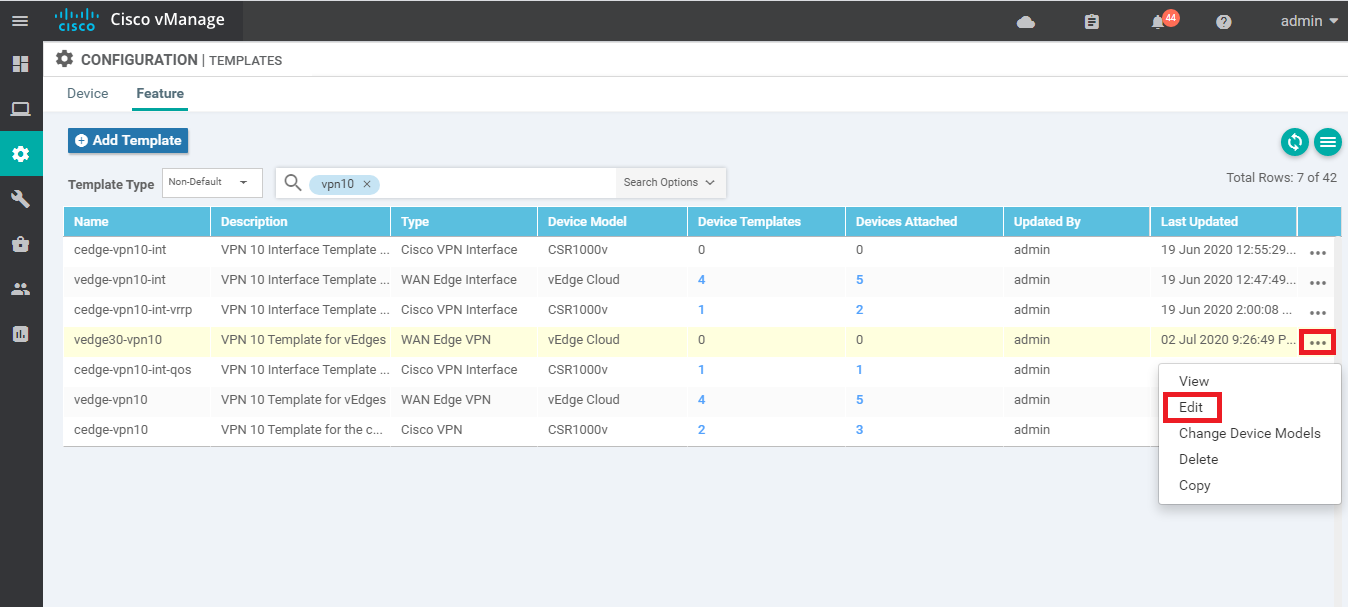 cisco Cisco vManage 44 admin
CONFIGURATION | TEMPLATES
Device Feature
Add Template
Total Rows: 7 of 42
Template Type Non-Default vpn10 × Search Options
Name Description Type Device Model Device Templates Devices Attached Updated By Last Updated
cedge-vpn10-int VPN 10 Interface Template ... Cisco VPN Interface CSR1000v 0 0 admin 19 Jun 2020 12:55:29... ...
vedge-vpn10-int VPN 10 Interface Template ... WAN Edge Interface vEdge Cloud 4 5 admin 19 Jun 2020 12:47:49... ...
cedge-vpn10-int-vrrp VPN 10 Interface Template ... Cisco VPN Interface CSR1000v 1 2 admin 19 Jun 2020 2:00:08 ... ...
vedge30-vpn10 VPN 10 Template for vEdges WAN Edge VPN vEdge Cloud 0 0 admin 02 Jul 2020 9:26:49 P... ...
cedge-vpn10-int-qos VPN 10 Interface Template ... Cisco VPN Interface CSR1000v 1 1 admin
vedge-vpn10 VPN 10 Template for vEdges WAN Edge VPN vEdge Cloud 4 5 admin
cedge-vpn10 VPN 10 Template for the c... Cisco VPN CSR1000v 2 3 admin
View
Edit
Change Device Models
Delete
Copy